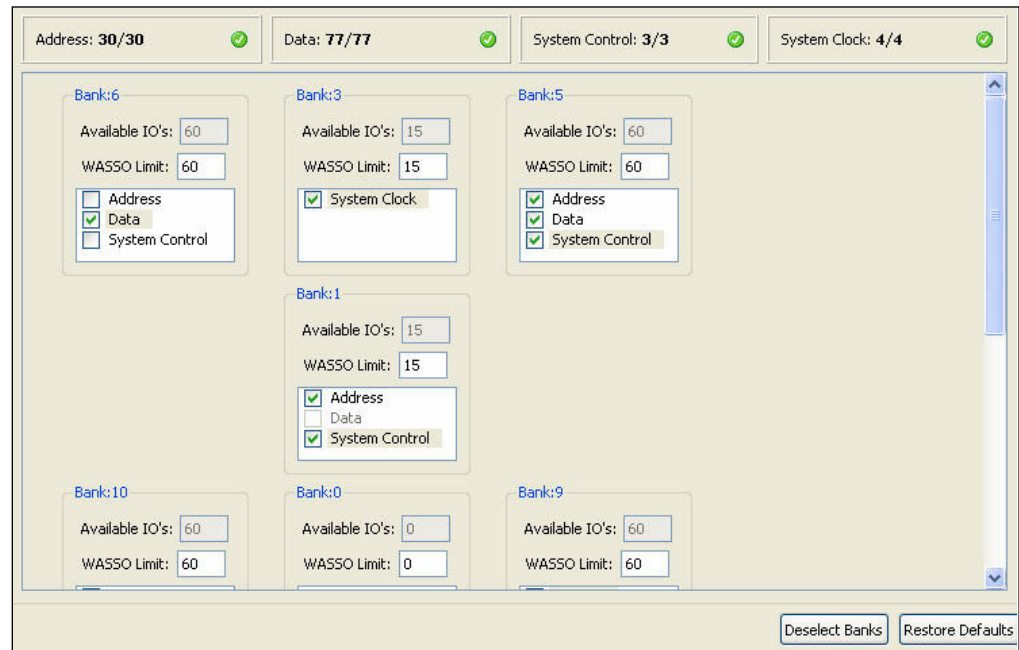 Address: 30/30
Data: 77/77
System Control: 3/3
System Clock: 4/4
Bank:6
Available IO's: 60
WASSO Limit: 60
Address
Data
System Control
Bank:3
Available IO's: 15
WASSO Limit: 15
System Clock
Bank:5
Available IO's: 60
WASSO Limit: 60
Address
Data
System Control
Bank:1
Available IO's: 15
WASSO Limit: 15
Address
Data
System Control
Bank:10
Available IO's: 60
WASSO Limit: 60
Bank:0
Available IO's: 0
WASSO Limit: 0
Bank:9
Available IO's: 60
WASSO Limit: 60
Deselect Banks
Restore Defaults